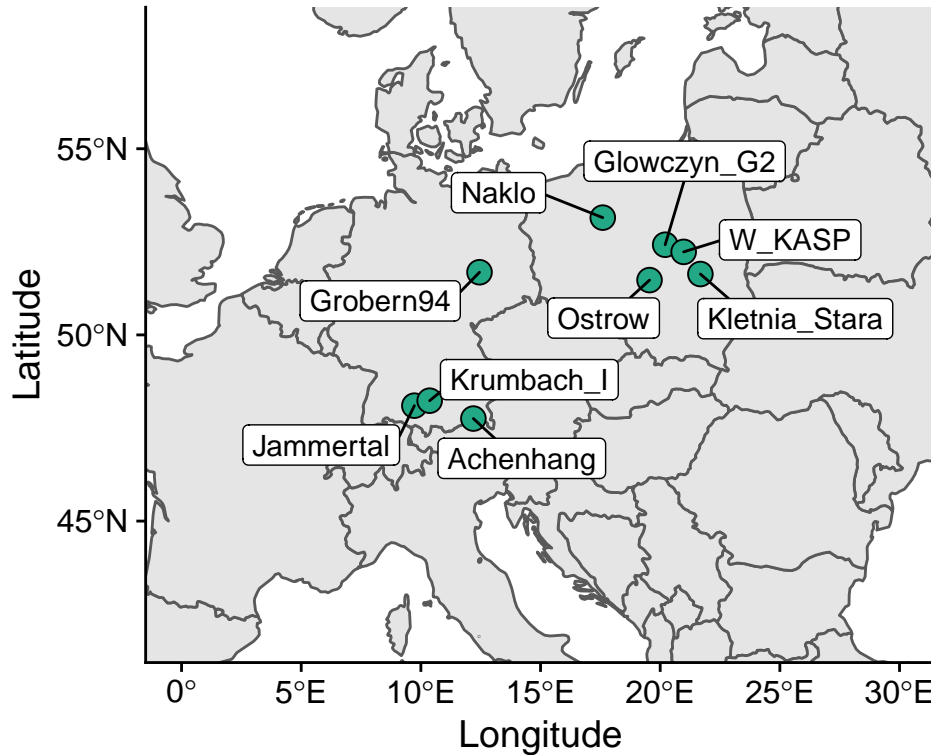 Latitude
55°N
50°N
45°N
Glowczyn_G2
Naklo
W_KASP
Grobern94
Ostrow
Kletnia_Stara
Krumbach_I
Jammertal
Achenhang
0°
5°E
10°E
15°E
20°E
25°E
30°E
Longitude